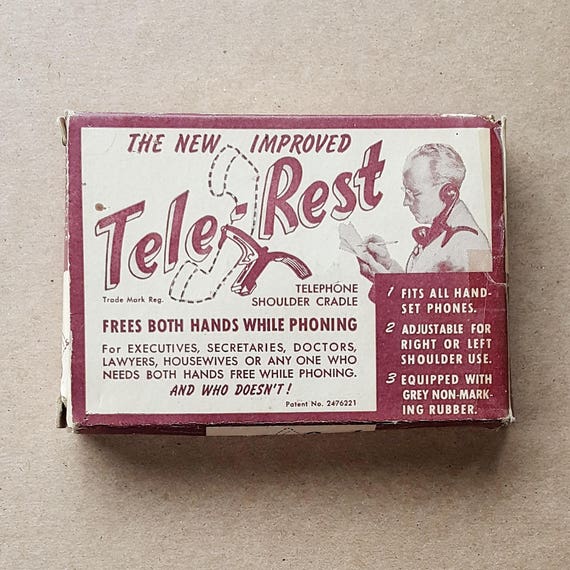 THE NEW IMPROVED
Tele-Rest
Trade Mark Reg.
TELEPHONE
SHOULDER CRADLE
FREES BOTH HANDS WHILE PHONING
For EXECUTIVES, SECRETARIES, DOCTORS,
LAWYERS, HOUSEWIVES OR ANY ONE WHO
NEEDS BOTH HANDS FREE WHILE PHONING.
AND WHO DOESN'T!
Patent No. 2476221
1 FITS ALL HAND-
SET PHONES.
2 ADJUSTABLE FOR
RIGHT OR LEFT
SHOULDER USE.
3 EQUIPPED WITH
GREY NON-MARK-
ING RUBBER.